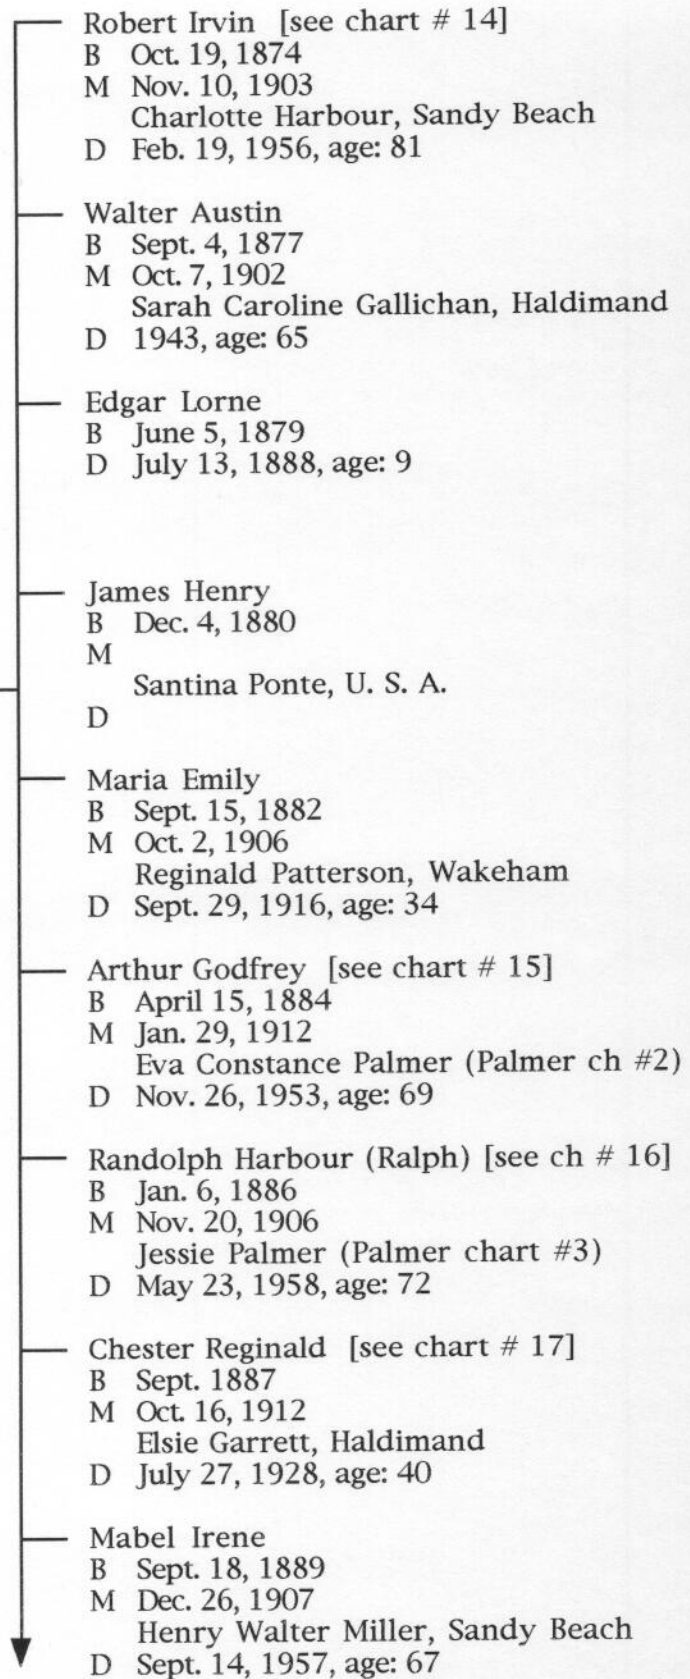 Robert Irvin [see chart # 14]
B Oct. 19, 1874
M Nov. 10, 1903
Charlotte Harbour, Sandy Beach
D Feb. 19, 1956, age: 81
Walter Austin
B Sept. 4, 1877
M Oct. 7, 1902
Sarah Caroline Gallichan, Haldimand
D 1943, age: 65
Edgar Lorne
B June 5, 1879
D July 13, 1888, age: 9
James Henry
B Dec. 4, 1880
M
Santina Ponte, U. S. A.
D
Maria Emily
B Sept. 15, 1882
M Oct. 2, 1906
Reginald Patterson, Wakeham
D Sept. 29, 1916, age: 34
Arthur Godfrey [see chart # 15]
B April 15, 1884
M Jan. 29, 1912
Eva Constance Palmer (Palmer ch #2)
D Nov. 26, 1953, age: 69
Randolph Harbour (Ralph) [see ch # 16]
B Jan. 6, 1886
M Nov. 20, 1906
Jessie Palmer (Palmer chart #3)
D May 23, 1958, age: 72
Chester Reginald [see chart # 17]
B Sept. 1887
M Oct. 16, 1912
Elsie Garrett, Haldimand
D July 27, 1928, age: 40
Mabel Irene
B Sept. 18, 1889
M Dec. 26, 1907
Henry Walter Miller, Sandy Beach
D Sept. 14, 1957, age: 67